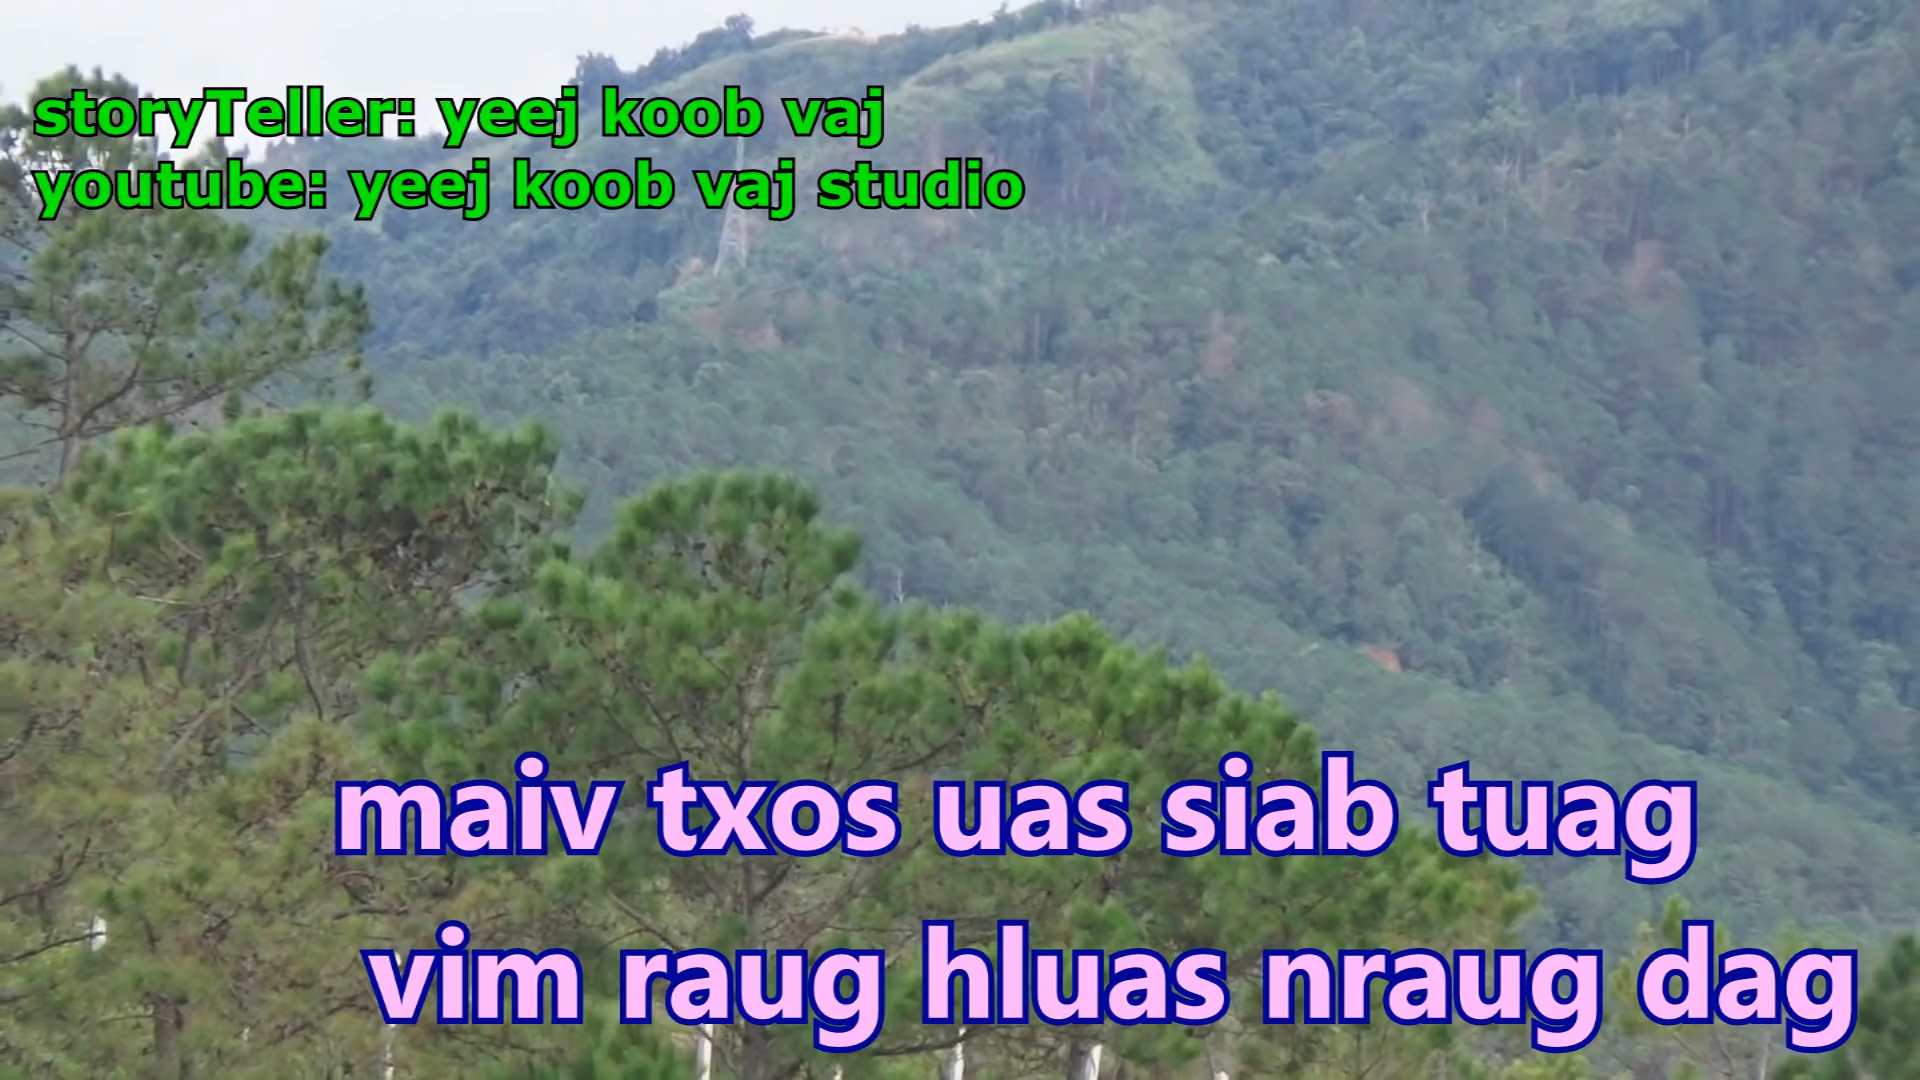 storyTeller: yeej koob vaj
youtube: yeej koob vaj studio
maiv txos uas siab tuag
vim raug hluas nraug dag